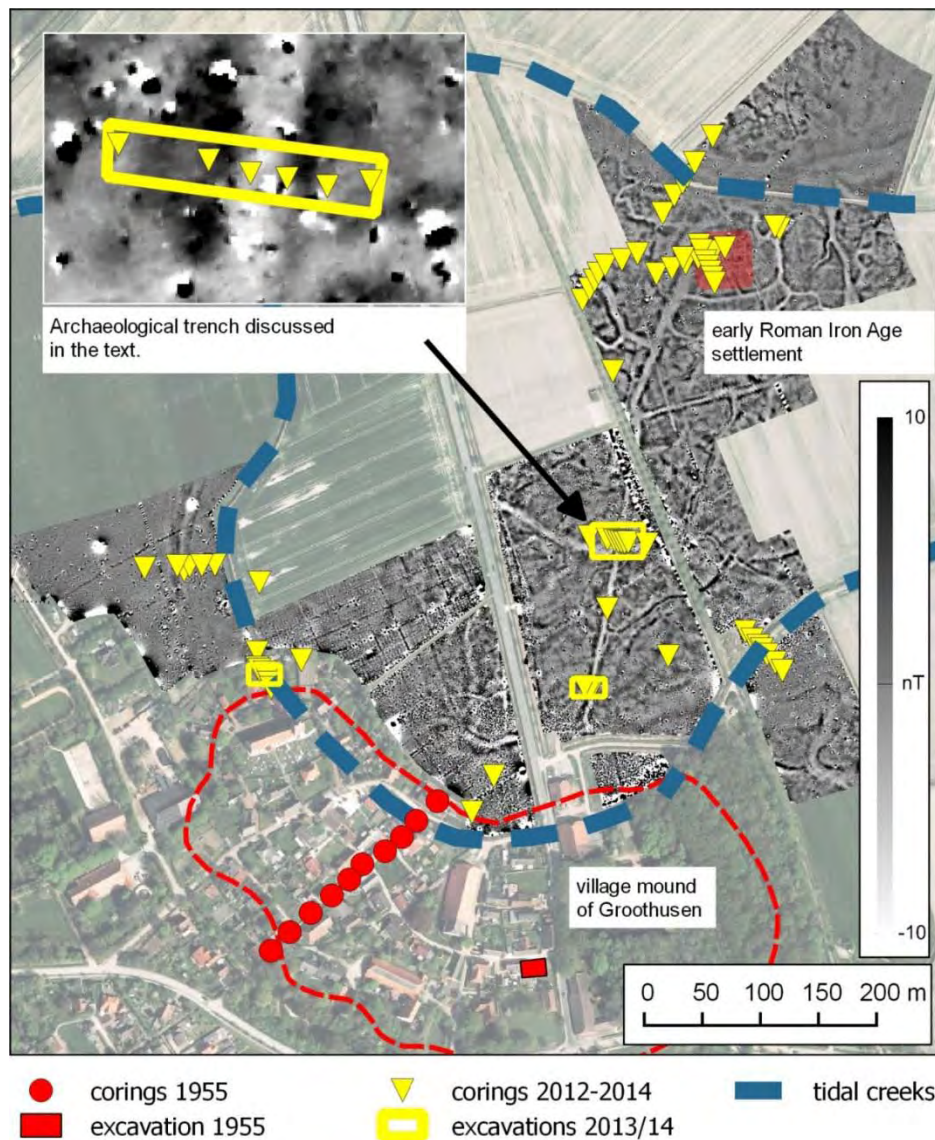 Archaeological trench discussed
in the text.
early Roman Iron Age
settlement
10
nT
-10
village mound
of Groothusen
0 50 100 150 200 m
corings 1955
corings 2012-2014
tidal creeks
excavation 1955
excavations 2013/14